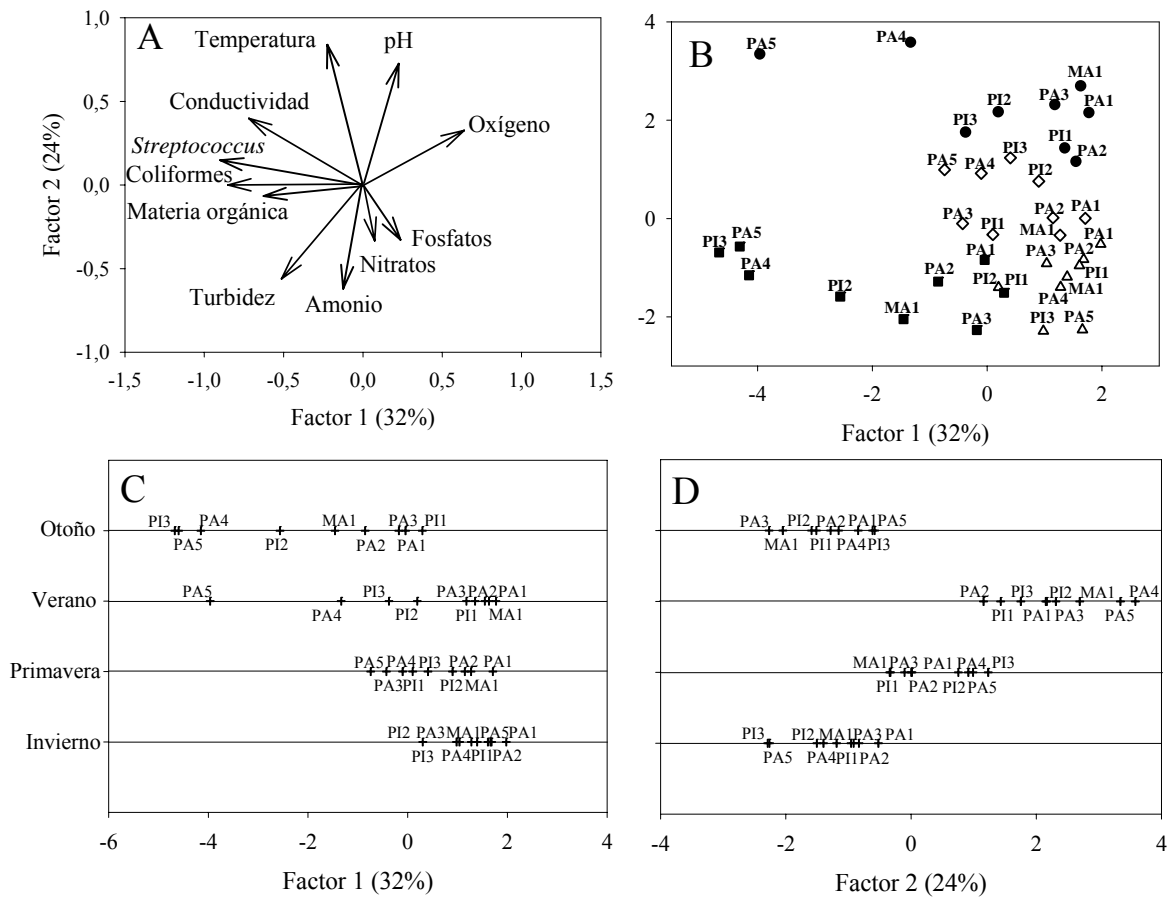 A
Temperatura
pH
Conductividad
Oxígeno
Streptococcus
Coliformes
Materia orgánica
Fosfatos
Nitratos
Turbidez
Amonio
1,0
0,5
0,0
-0,5
-1,0
-1,5 -1,0 -0,5 0,0 0,5 1,0 1,5
Factor 2 (24%)
Factor 1 (32%)
B
PA5 PA4
MA1
PA3 PA1
PI2
PI3
PI1
PI3 PA2
PA5 PA4 PI2
PA3 PI1 PA2 PA1
MA1 PA1
PI3 PA5 PA1 PA3 PA2
PA4 PA2 PI2 PI1 PI1
PI2 MA1
MA1 PA4
PA3 PI3 PA5
4
2
0
-2
-4 -2 0 2
Factor 1 (32%)
C
Otoño
PI3 PA4 MA1 PA3 PI1
PA5 PI2 PA2 PA1
Verano
PA5 PI3 PA3 PA2 PA1
PA4 PI2 PI1 MA1
Primavera
PA5 PA4 PI3 PA2 PA1
PA3 PI1 PI2 MA1
Invierno
PI2 PA3 MA1 PA5 PA1
PI3 PA4 PI1 PA2
-6 -4 -2 0 2 4
Factor 1 (32%)
D
PA3 PI2 PA2 PA1 PA5
MA1 PI1 PA4 PI3
PA2 PI3 PI2 MA1 PA4
PI1 PA1 PA3 PA5
MA1 PA3 PA1 PA4 PI3
PI1 PA2 PI2 PA5
PI3 PI2 MA1 PA3 PA1
PA5 PA4 PI1 PA2
-4 -2 0 2 4
Factor 2 (24%)